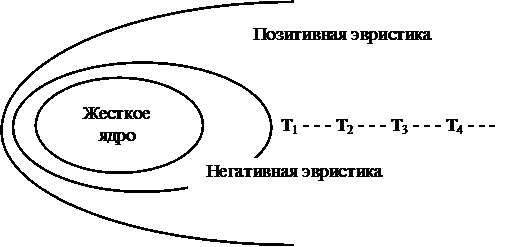 Позитивная эвристика
Жесткое
ядро
T₁ - - - T₂ - - - T₃ - - - T₄ - - -
Негативная эвристика